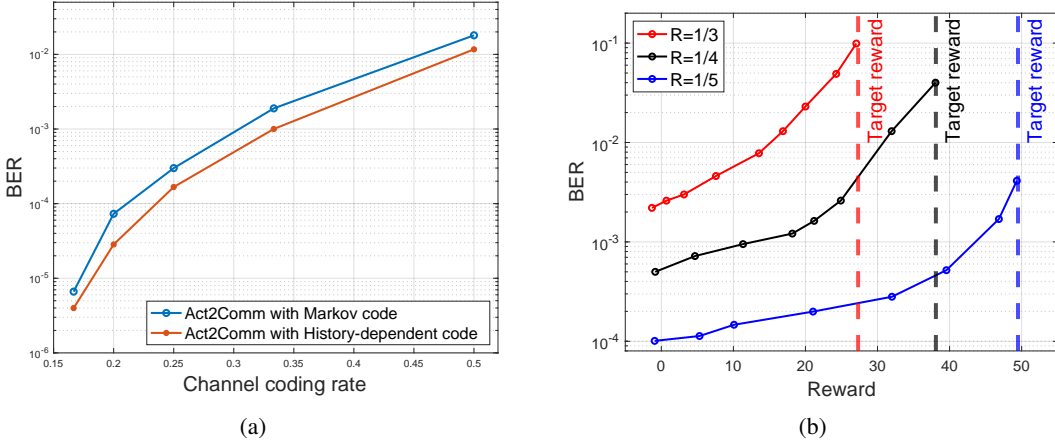 10^-2
10^-3
10^-4
10^-5
10^-6
BER
0.15 0.2 0.25 0.3 0.35 0.4 0.45 0.5
Channel coding rate
Act2Comm with Markov code
Act2Comm with History-dependent code
(a)
10^-1
10^-2
10^-3
10^-4
BER
R=1/3
R=1/4
R=1/5
Target reward
Target reward
Target reward
0 10 20 30 40 50
Reward
(b)